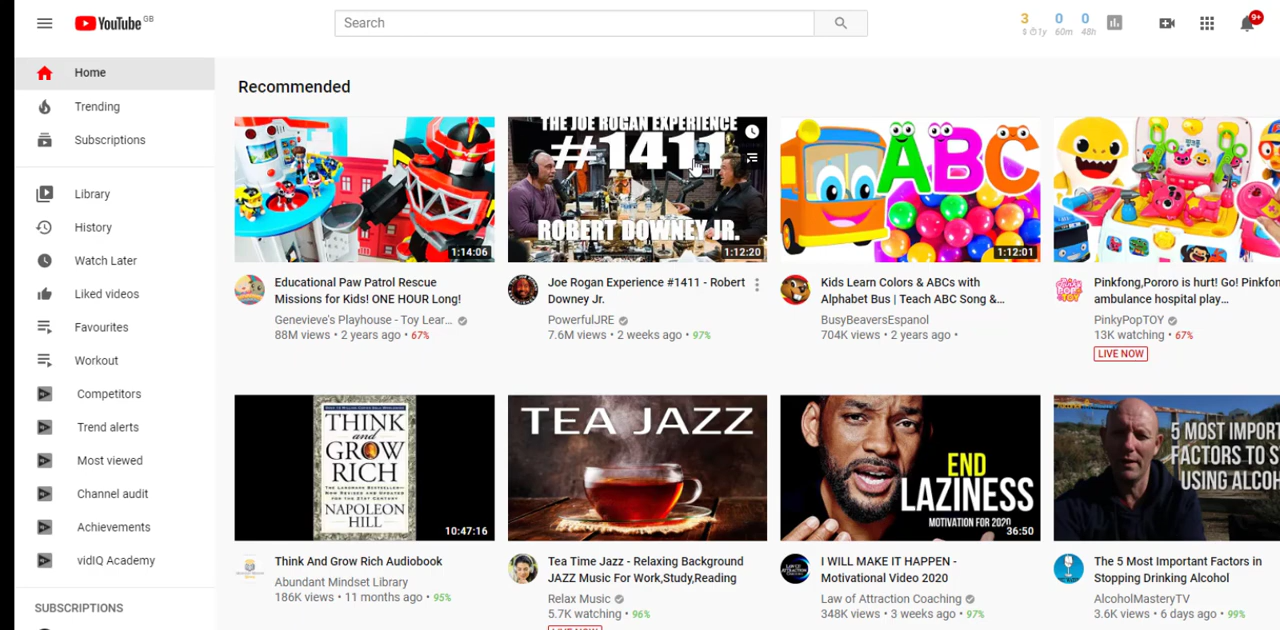 YouTube GB
Search
3 0 0
1y 60m 48h
9+
Home
Trending
Subscriptions
Library
History
Watch Later
Liked videos
Favourites
Workout
Competitors
Trend alerts
Most viewed
Channel audit
Achievements
vidIQ Academy
SUBSCRIPTIONS
Recommended
1:14:06
THE JOE ROGAN EXPERIENCE
#1411
ROBERT DOWNEY JR.
1:12:20
ABC
1:12:01
Educational Paw Patrol Rescue
Missions for Kids! ONE HOUR Long!
Genevieve's Playhouse - Toy Lear...
88M views • 2 years ago • 67%
Joe Rogan Experience #1411 - Robert
Downey Jr.
PowerfulJRE
7.6M views • 2 weeks ago • 97%
Kids Learn Colors & ABCs with
Alphabet Bus | Teach ABC Song &...
BusyBeaversEspanol
704K views • 2 years ago •
Pinkfong,Pororo is hurt! Go! Pinkfon
ambulance hospital play...
PinkyPopTOY
13K watching • 67%
LIVE NOW
THINK
and
GROW
RICH
NAPOLEON
HILL
10:47:16
TEA JAZZ
END
LAZINESS
MOTIVATION FOR 2020
36:50
5 MOST IMPORT
FACTORS TO S
USING ALCOH
Think And Grow Rich Audiobook
Abundant Mindset Library
186K views • 11 months ago • 95%
Tea Time Jazz - Relaxing Background
JAZZ Music For Work,Study,Reading
Relax Music
5.7K watching • 96%
LIVE NOW
I WILL MAKE IT HAPPEN -
Motivational Video 2020
Law of Attraction Coaching
348K views • 3 weeks ago • 97%
The 5 Most Important Factors in
Stopping Drinking Alcohol
AlcoholMasteryTV
3.6K views • 6 days ago • 99%